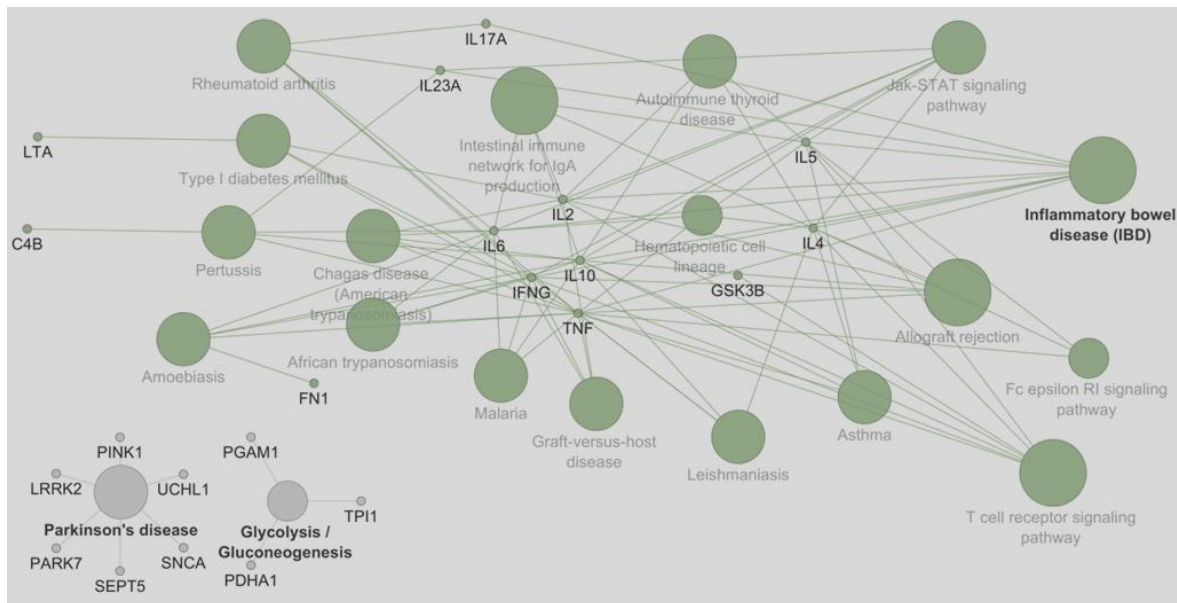 IL17A
Rheumatoid arthritis
IL23A
Autoimmune thyroid
disease
Jak-STAT signaling
pathway
LTA
Intestinal immune
network for IgA
production
IL5
Type I diabetes mellitus
IL2
Inflammatory bowel
disease (IBD)
C4B
IL6
IL4
Pertussis
Chagas disease
(American
trypanosomiasis)
Hematopoietic cell
lineage
IL10
IFNG
GSK3B
TNF
Allograft rejection
Amoebiasis
African trypanosomiasis
FN1
Malaria
Fc epsilon RI signaling
pathway
Graft-versus-host
disease
Asthma
Leishmaniasis
T cell receptor signaling
pathway
PINK1
LRRK2
UCHL1
Parkinson's disease
PARK7
SNCA
SEPT5
PGAM1
TPI1
Glycolysis /
Gluconeogenesis
PDHA1